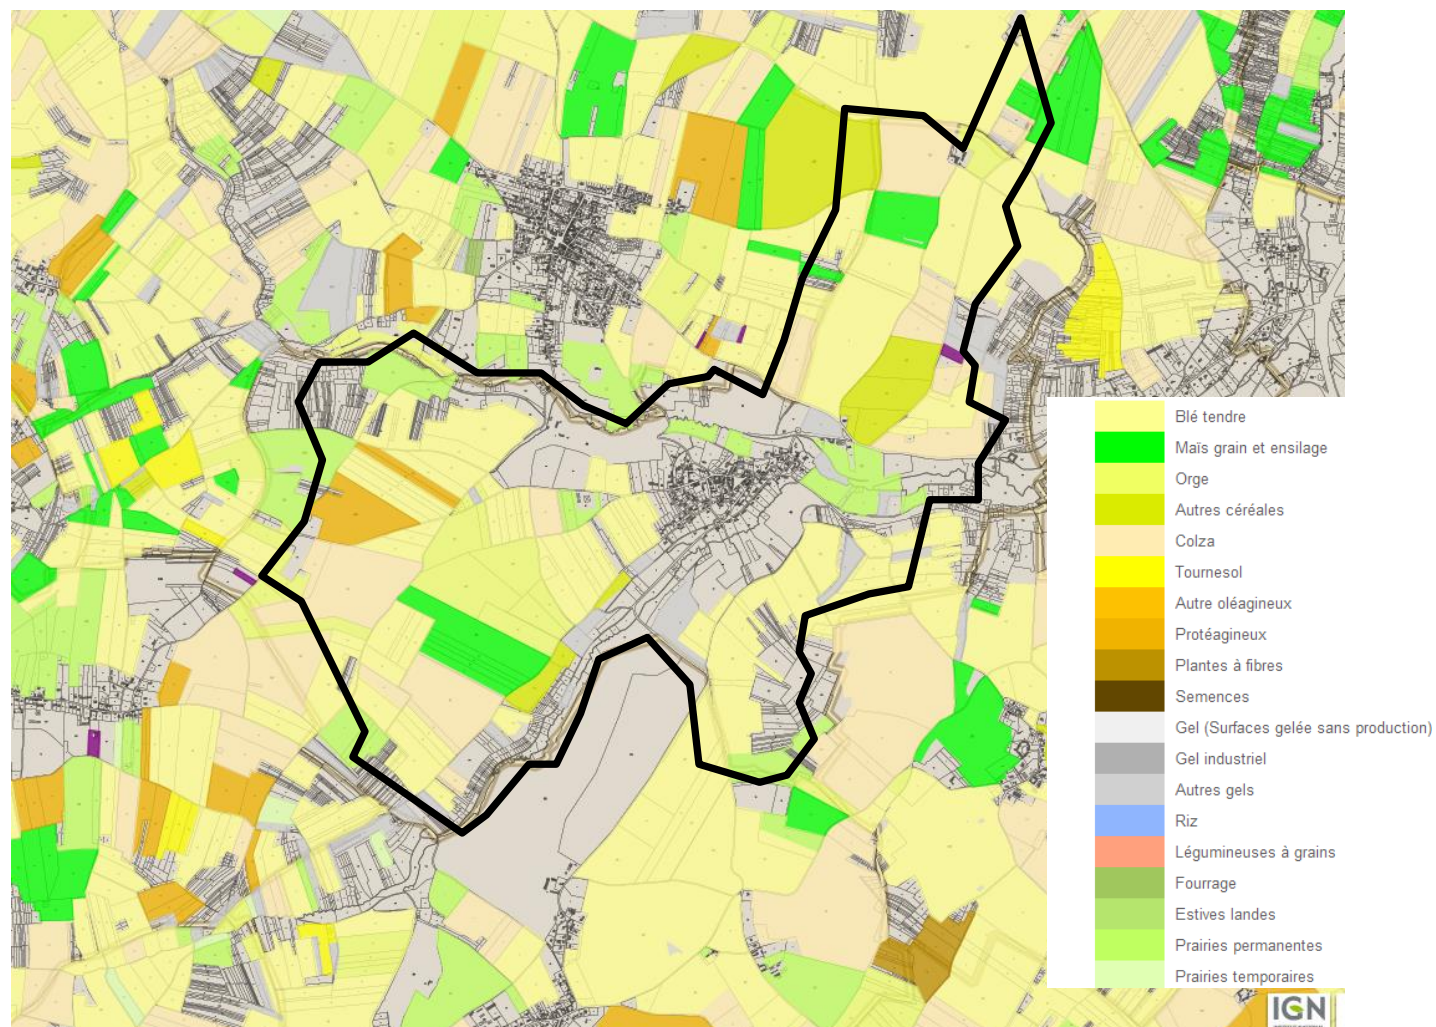 Blé tendre
Maïs grain et ensilage
Orge
Autres céréales
Colza
Tournesol
Autre oléagineux
Protéagineux
Plantes à fibres
Semences
Gel (Surfaces gelée sans production)
Gel industriel
Autres gels
Riz
Légumineuses à grains
Fourrage
Estives landes
Prairies permanentes
Prairies temporaires
IGN